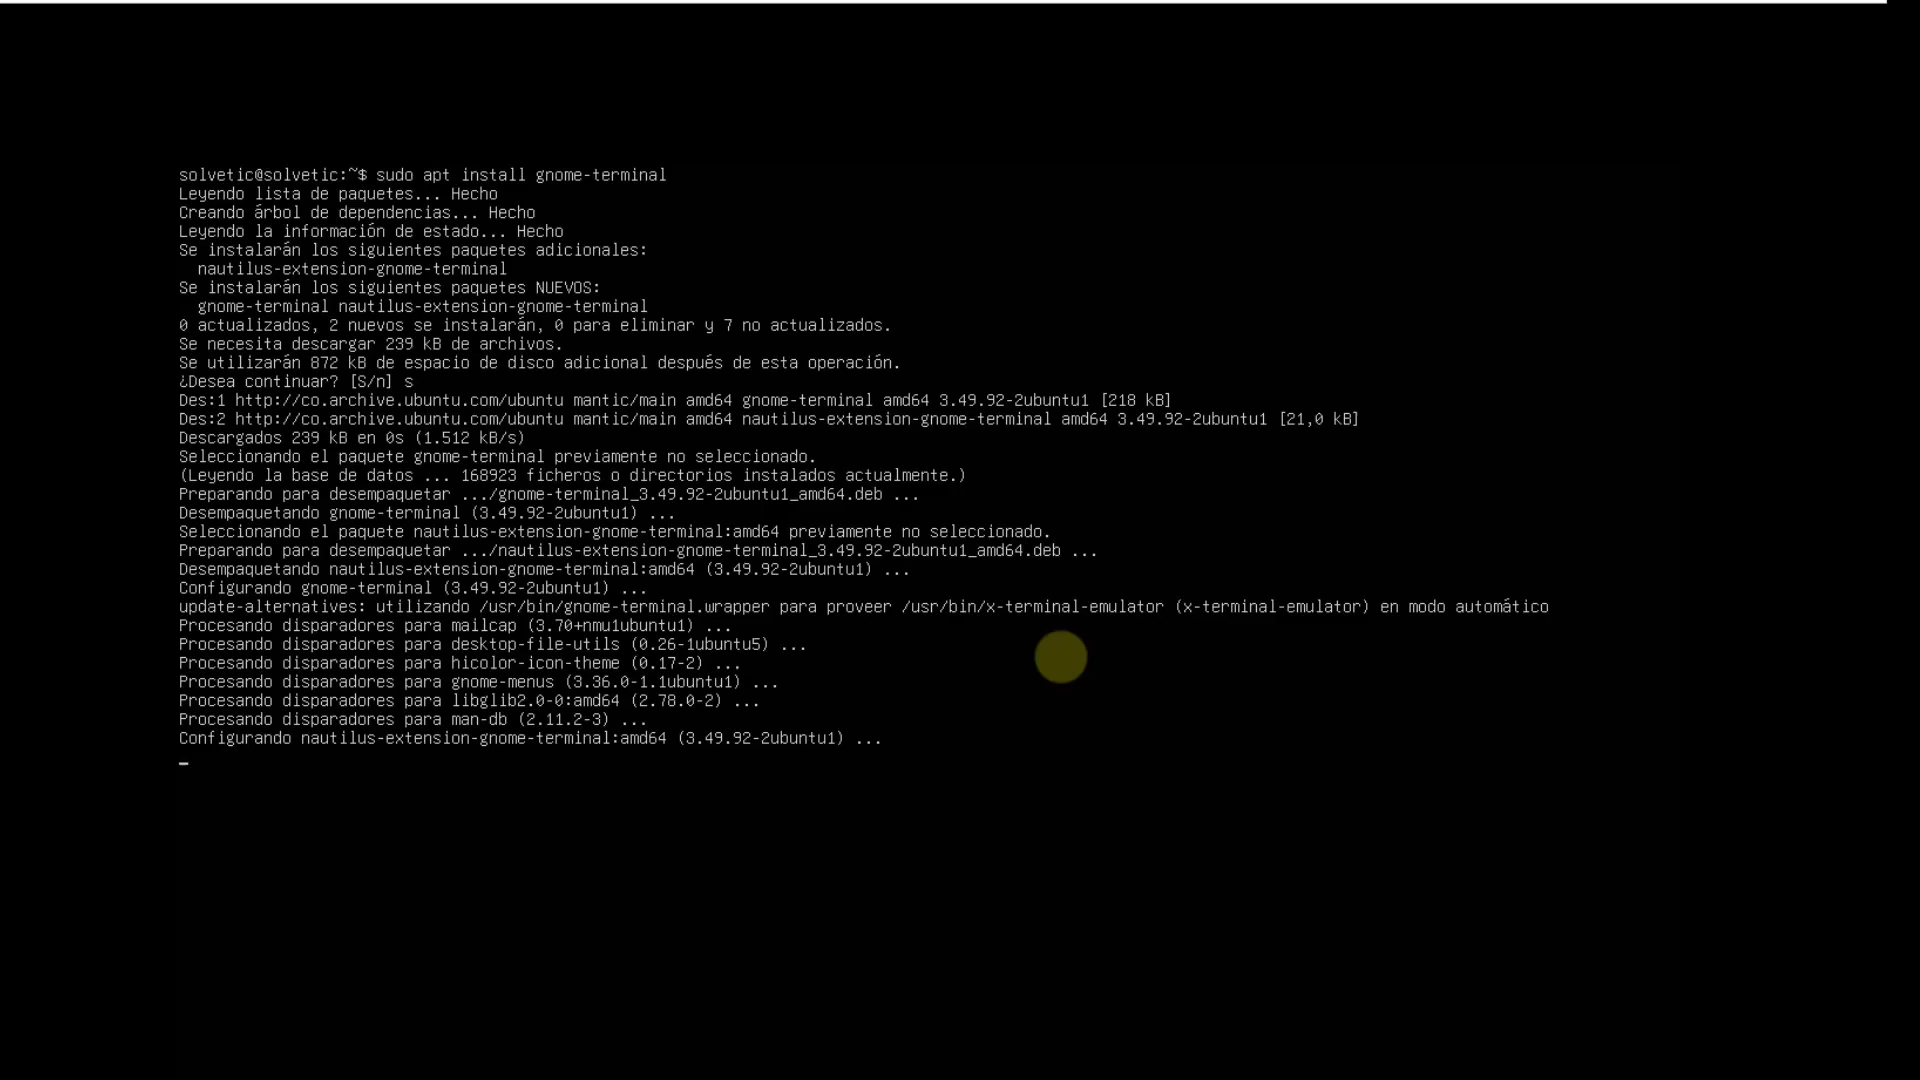 solvetic@solvetic:~$ sudo apt install gnome-terminal
Leyendo lista de paquetes... Hecho
Creando árbol de dependencias... Hecho
Leyendo la información de estado... Hecho
Se instalarán los siguientes paquetes adicionales:
  nautilus-extension-gnome-terminal
Se instalarán los siguientes paquetes NUEVOS:
  gnome-terminal nautilus-extension-gnome-terminal
0 actualizados, 2 nuevos se instalarán, 0 para eliminar y 7 no actualizados.
Se necesita descargar 239 kB de archivos.
Se utilizarán 872 kB de espacio de disco adicional después de esta operación.
¿Desea continuar? [S/n] s
Des:1 http://co.archive.ubuntu.com/ubuntu mantic/main amd64 gnome-terminal amd64 3.49.92-2ubuntu1 [218 kB]
Des:2 http://co.archive.ubuntu.com/ubuntu mantic/main amd64 nautilus-extension-gnome-terminal amd64 3.49.92-2ubuntu1 [21,0 kB]
Descargados 239 kB en 0s (1.512 kB/s)
Seleccionando el paquete gnome-terminal previamente no seleccionado.
(Leyendo la base de datos ... 168923 ficheros o directorios instalados actualmente.)
Preparando para desempaquetar .../gnome-terminal_3.49.92-2ubuntu1_amd64.deb ...
Desempaquetando gnome-terminal (3.49.92-2ubuntu1) ...
Seleccionando el paquete nautilus-extension-gnome-terminal:amd64 previamente no seleccionado.
Preparando para desempaquetar .../nautilus-extension-gnome-terminal_3.49.92-2ubuntu1_amd64.deb ...
Desempaquetando nautilus-extension-gnome-terminal:amd64 (3.49.92-2ubuntu1) ...
Configurando gnome-terminal (3.49.92-2ubuntu1) ...
update-alternatives: utilizando /usr/bin/gnome-terminal.wrapper para proveer /usr/bin/x-terminal-emulator (x-terminal-emulator) en modo automático
Procesando disparadores para mailcap (3.70+nmu1ubuntu1) ...
Procesando disparadores para desktop-file-utils (0.26-1ubuntu5) ...
Procesando disparadores para hicolor-icon-theme (0.17-2) ...
Procesando disparadores para gnome-menus (3.36.0-1.1ubuntu1) ...
Procesando disparadores para libglib2.0-0:amd64 (2.78.0-2) ...
Procesando disparadores para man-db (2.11.2-3) ...
Configurando nautilus-extension-gnome-terminal:amd64 (3.49.92-2ubuntu1) ...